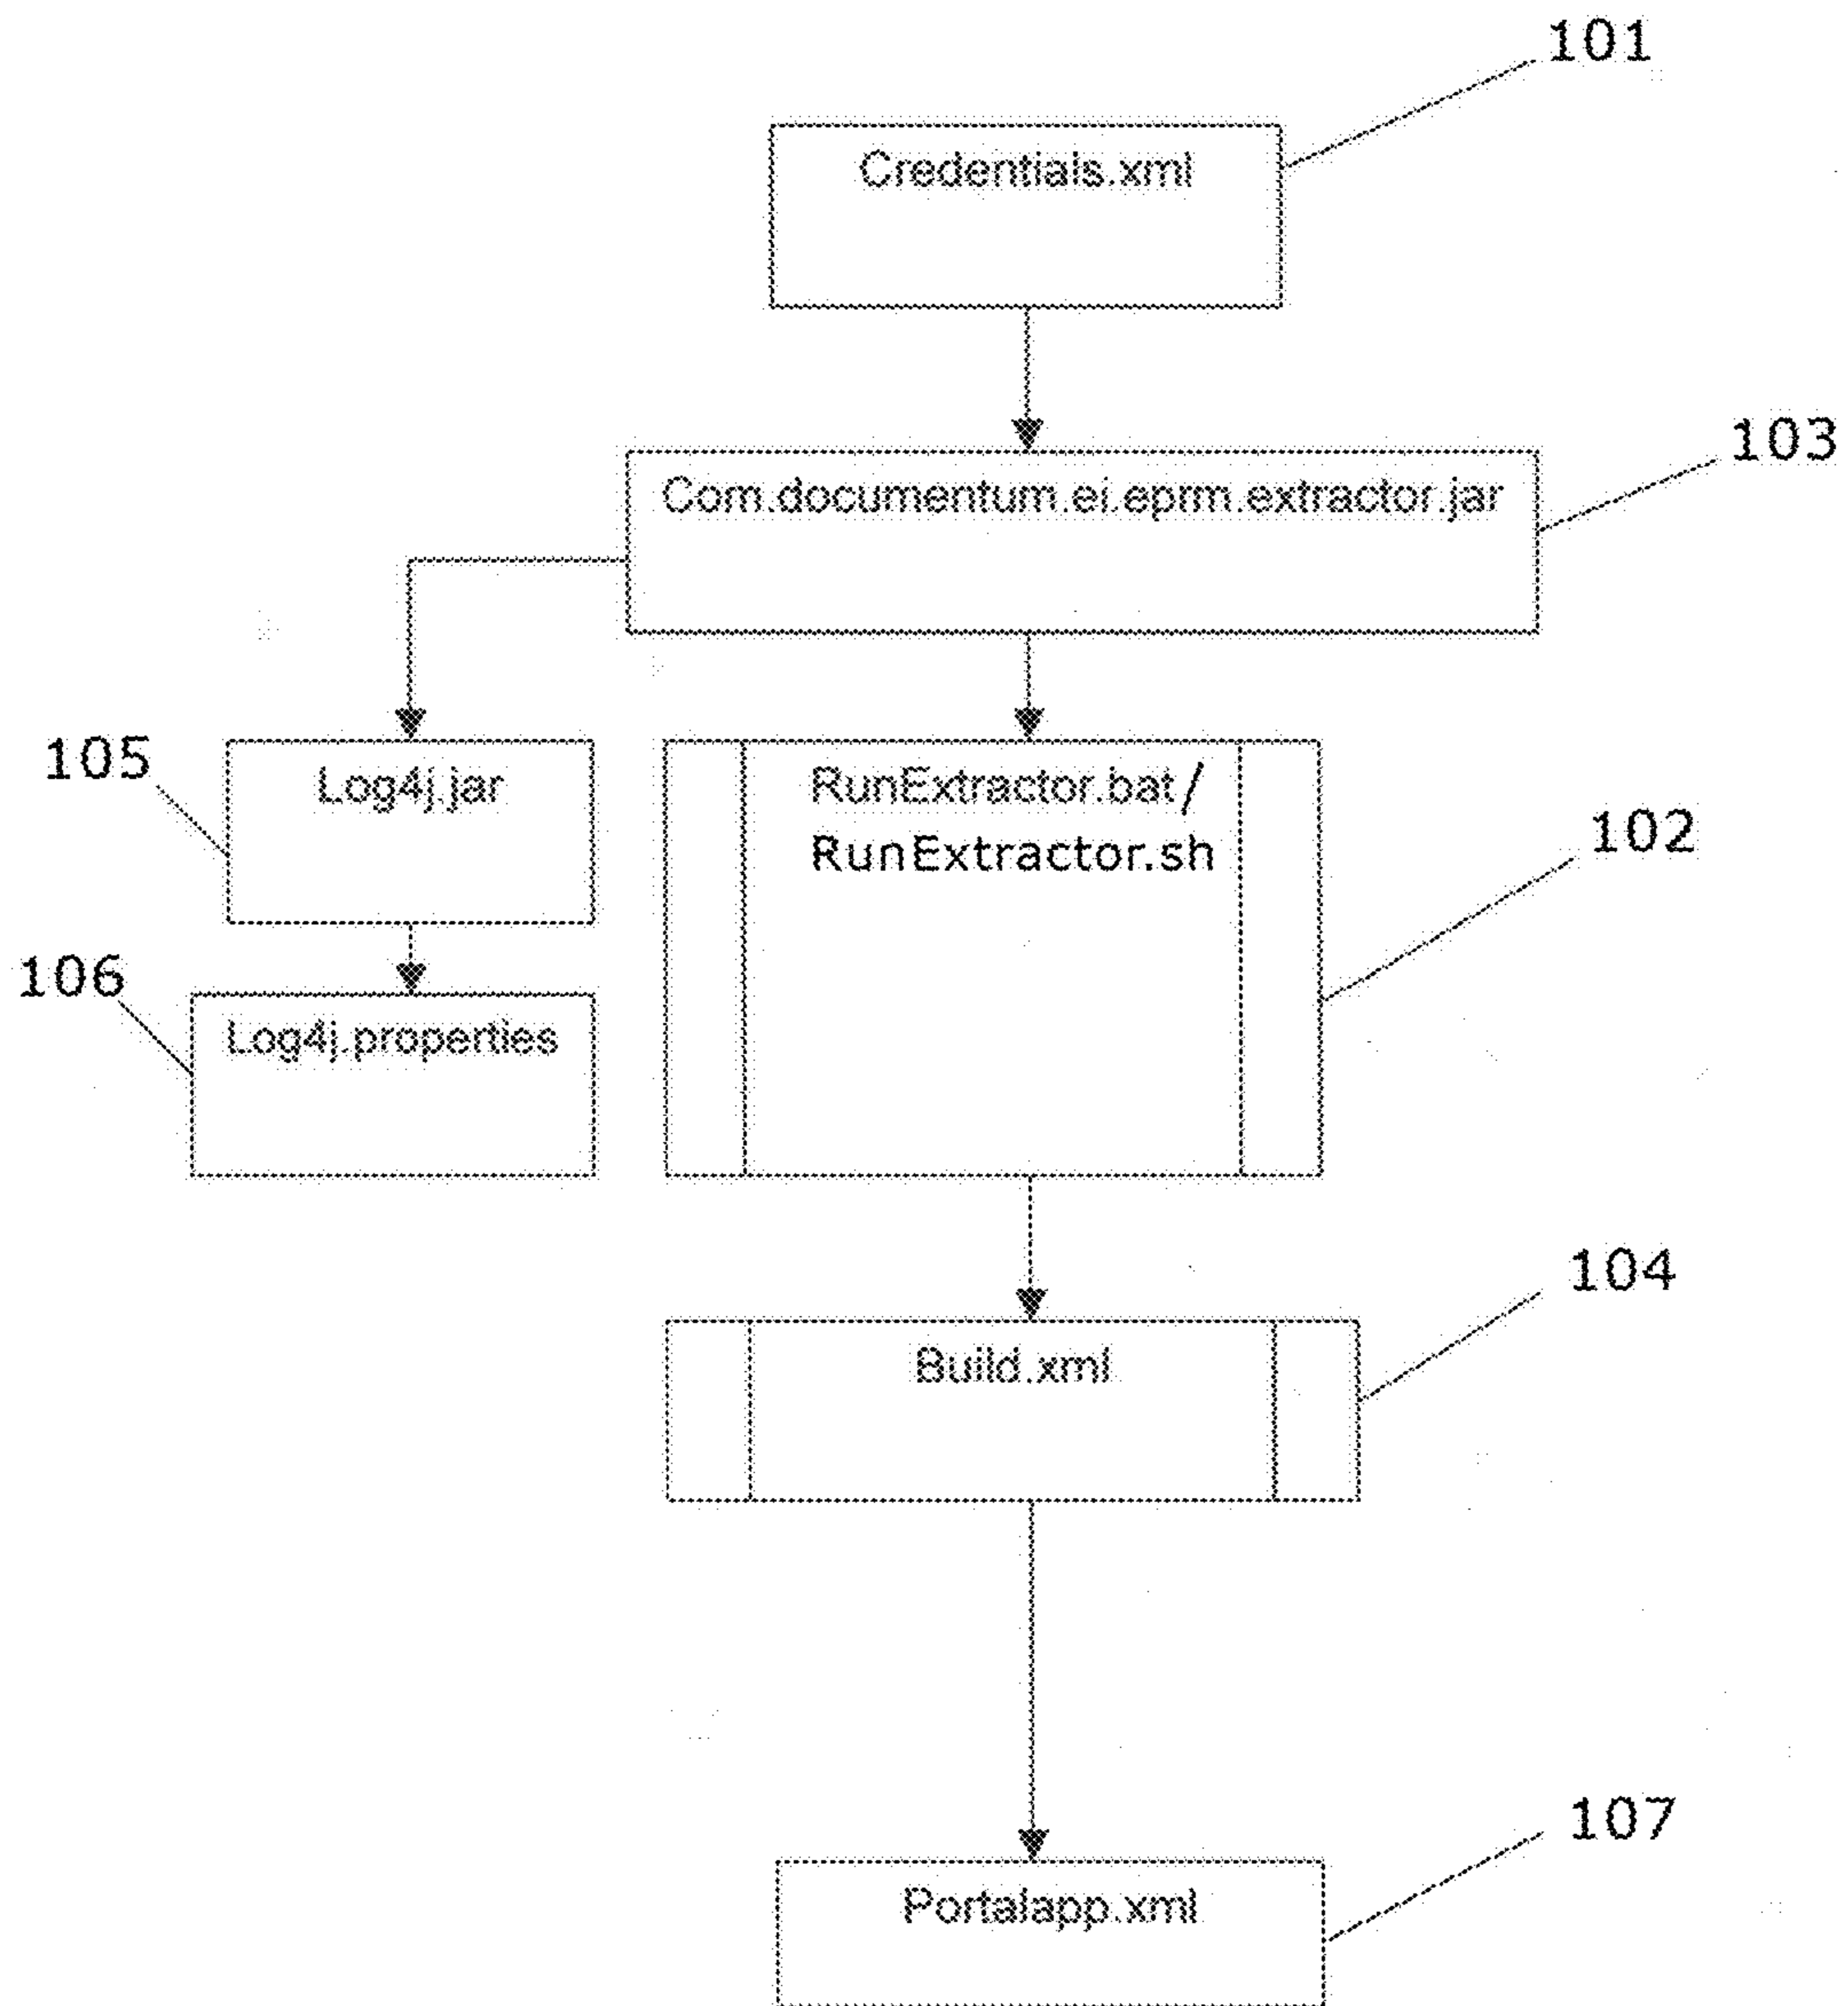 101
Credentials.xml
103
Com.documentum.ei.eprm.extractor.jar
105
Log4j.jar
RunExtractor.bat/
RunExtractor.sh
102
106
Log4j.properties
104
Build.xml
107
Portalapp.xml